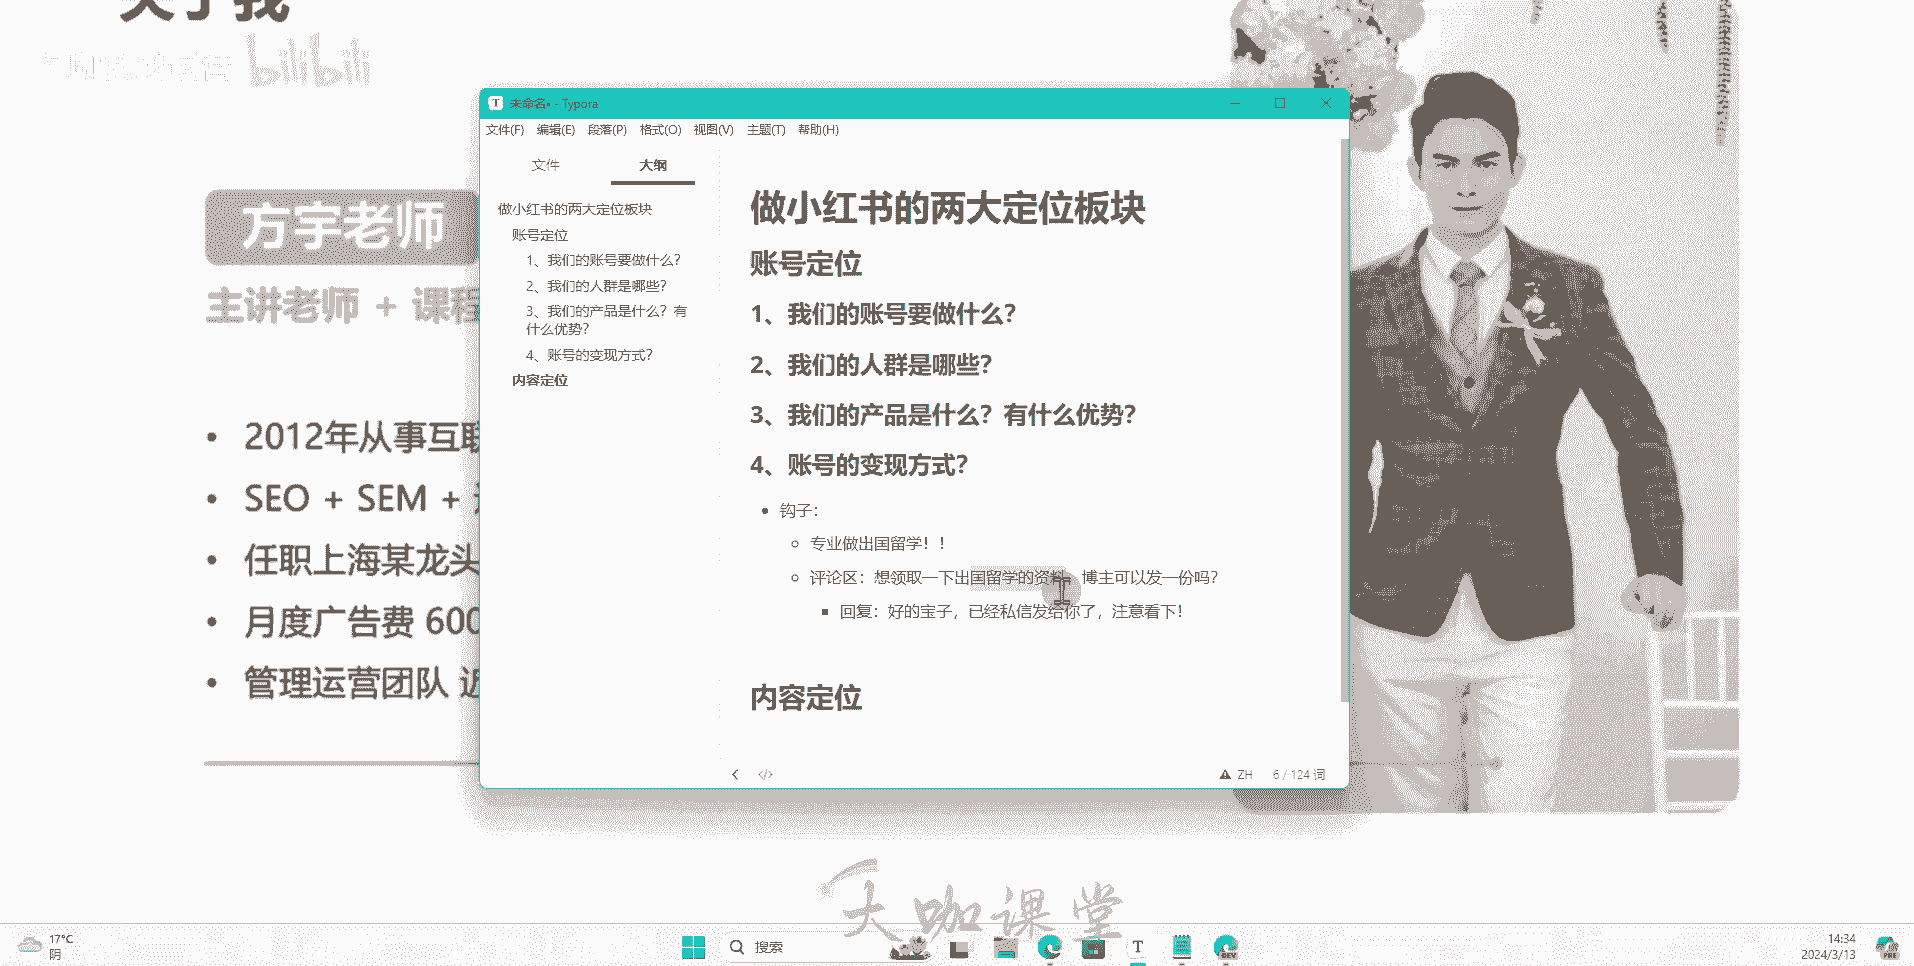 关于我
bilibili
方宇老师
主讲老师 + 课程
• 2012年从事互联
• SEO + SEM +
• 任职上海某龙头
• 月度广告费 600
• 管理运营团队 近
未命名• - Typora
文件(F) 编辑(E) 段落(P) 格式(O) 视图(V) 主题(T) 帮助(H)
文件 大纲
做小红书的两大定位板块
账号定位
1、我们的账号要做什么？
2、我们的人群是哪些？
3、我们的产品是什么？有
什么优势？
4、账号的变现方式？
内容定位
做小红书的两大定位板块
账号定位
1、我们的账号要做什么？
2、我们的人群是哪些？
3、我们的产品是什么？有什么优势？
4、账号的变现方式？
• 钩子：
专业做出国留学！！
评论区：想领取一下出国留学的资料，博主可以发一份吗？
回复：好的宝子，已经私信发给你了，注意看下！
内容定位
ZH 6 / 124 词
大咖课堂
17°C
阴
搜索
T
DEV
14:34
2024/3/13
PRE